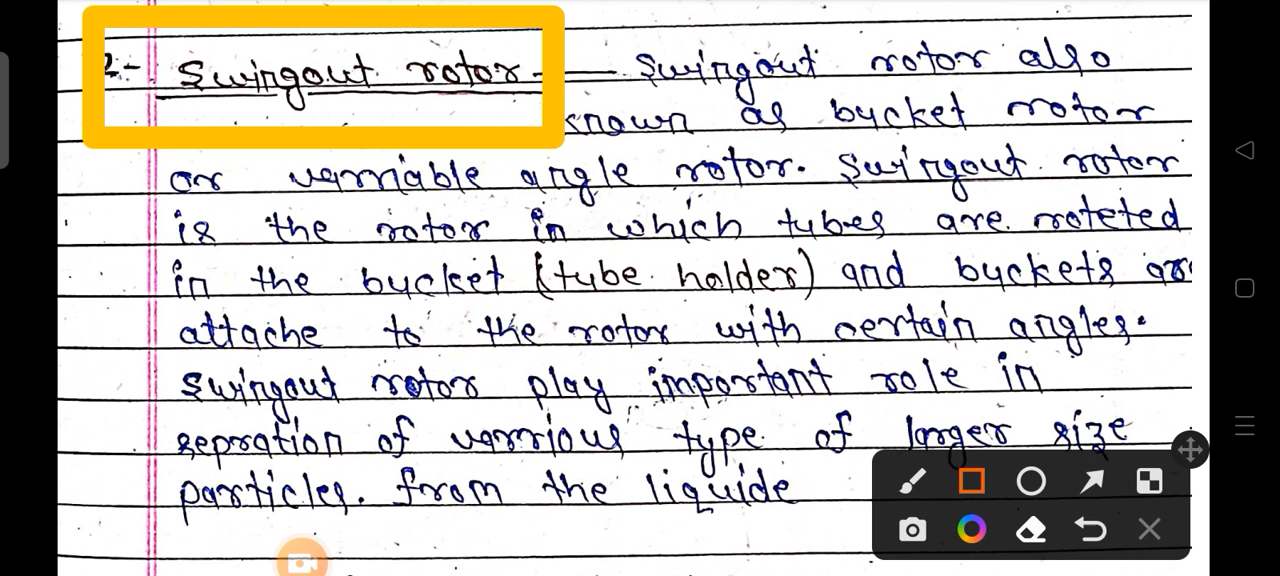 2:- Swingout rotor — Swingout rotor also
known as bucket rotor
or varriable angle rotor. Swingout rotor
is the rotor in which tubes are roteted
in the bucket (tube holder) and buckets are
attache to the rotor with certain angles.
Swingout rotor play important role in
sepration of varrious type of larger size
particles. from the liquide